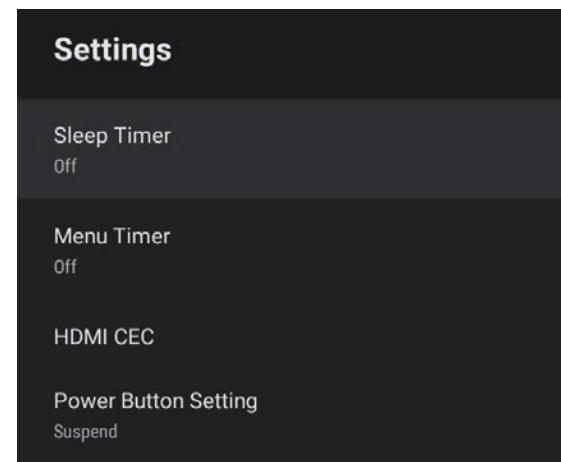 Settings
Sleep Timer
Off
Menu Timer
Off
HDMI CEC
Power Button Setting
Suspend